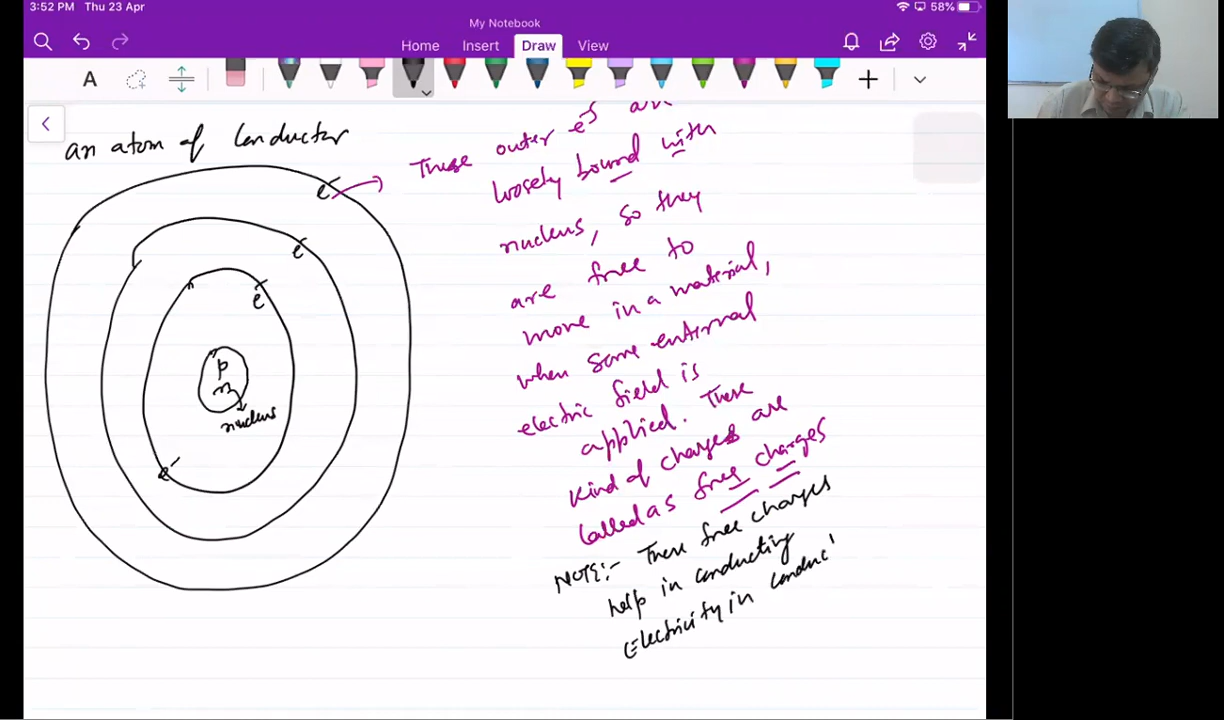 3:52 PM Thu 23 Apr
58%
My Notebook
Home Insert Draw View
A
an atom of Conductor
e-
e-
e-
p
n
nucleus
e-
These outer e-s are
loosely bound with
nucleus, so they
are free to
move in a material,
when some external
electric field is
applied. These
kind of charges are
called as free charges
NOTE:- These free charges
help in conducting
Electricity in conduc